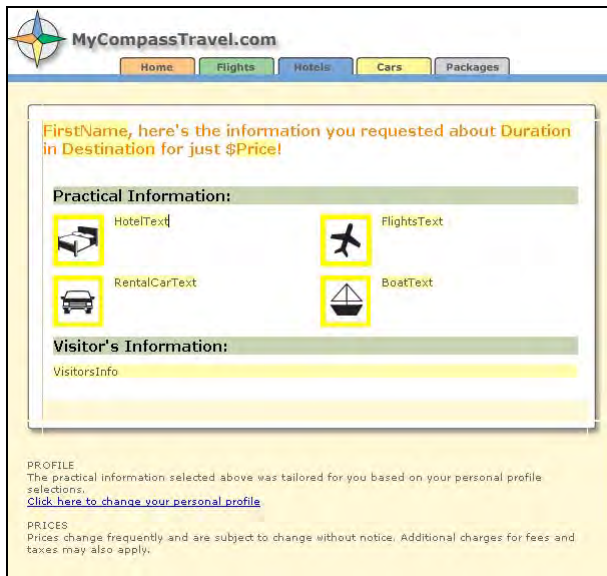 MyCompassTravel.com
Home Flights Hotels Cars Packages
FirstName, here's the information you requested about Duration
in Destination for just $Price!
Practical Information:
HotelText FlightsText
RentalCarText BoatText
Visitor's Information:
VisitorsInfo
PROFILE
The practical information selected above was tailored for you based on your personal profile
selections.
Click here to change your personal profile
PRICES
Prices change frequently and are subject to change without notice. Additional charges for fees and
taxes may also apply.